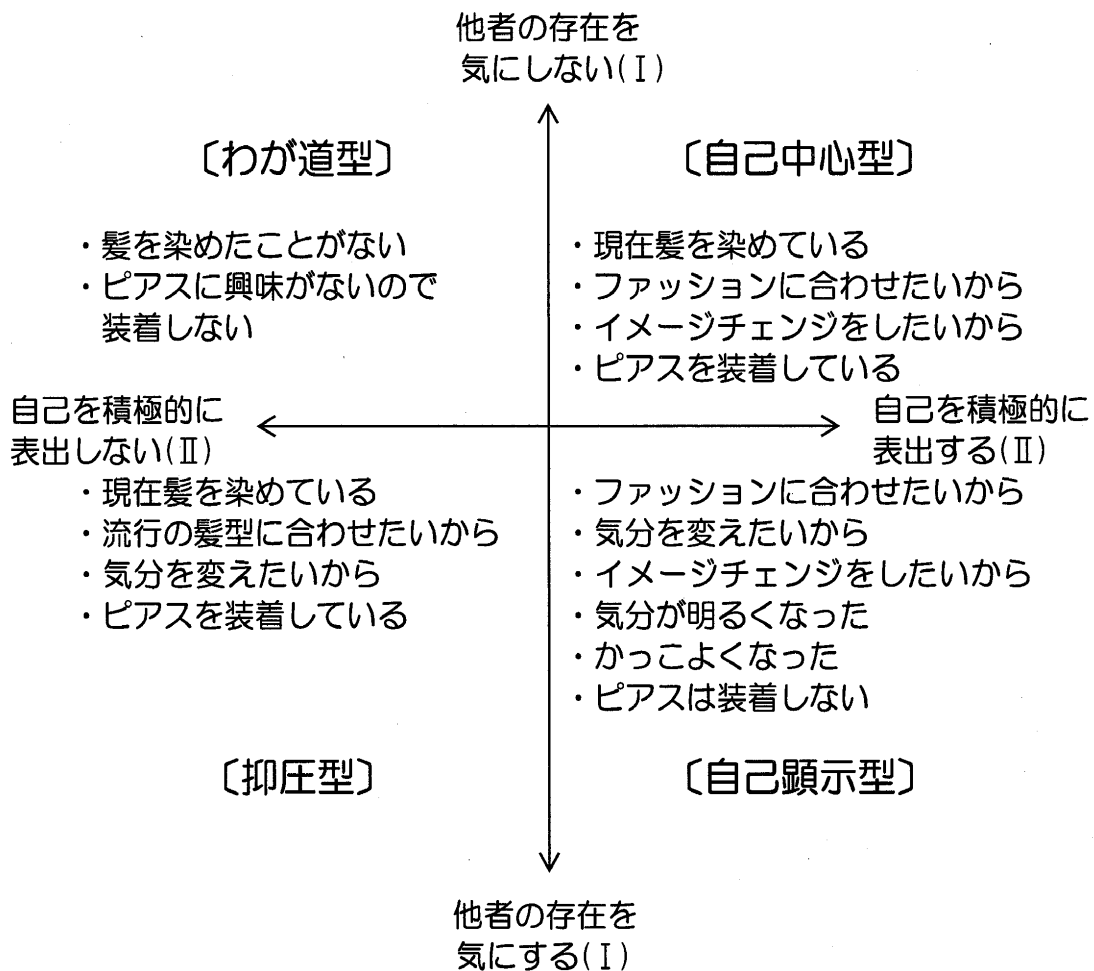 他者の存在を
気にしない(Ⅰ)
〔わが道型〕
・髪を染めたことがない
・ピアスに興味がないので
装着しない
〔自己中心型〕
・現在髪を染めている
・ファッションに合わせたいから
・イメージチェンジをしたいから
・ピアスを装着している
自己を積極的に
表出しない(Ⅱ)
自己を積極的に
表出する(Ⅱ)
・現在髪を染めている
・流行の髪型に合わせたいから
・気分を変えたいから
・ピアスを装着している
〔抑圧型〕
・ファッションに合わせたいから
・気分を変えたいから
・イメージチェンジをしたいから
・気分が明るくなった
・かっこよくなった
・ピアスは装着しない
〔自己顕示型〕
他者の存在を
気にする(Ⅰ)